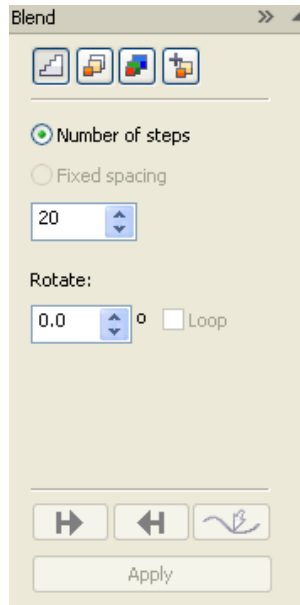 Blend
Number of steps
Fixed spacing
20
Rotate:
0.0 º Loop
Apply